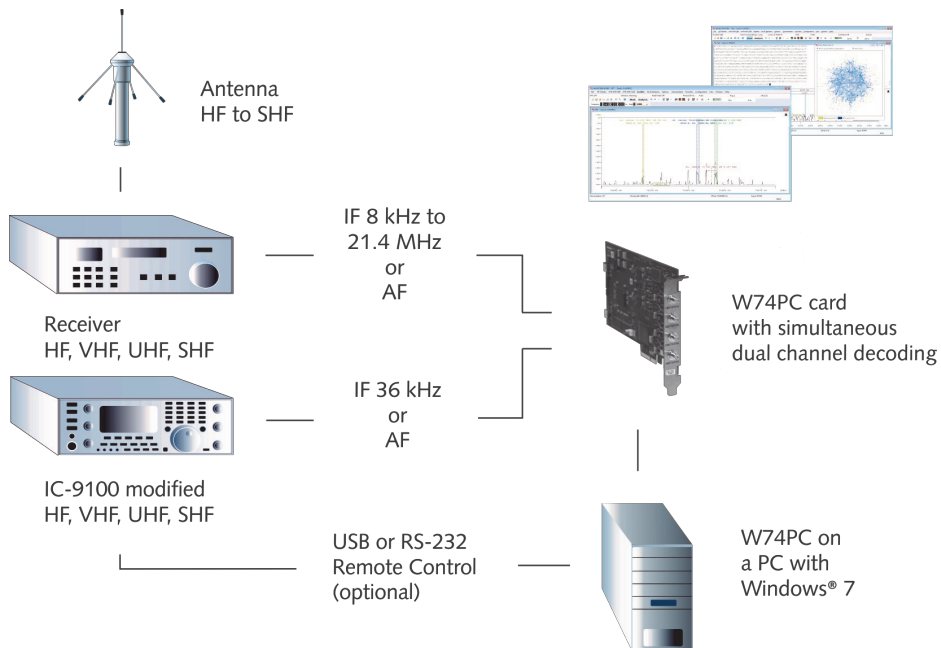 Antenna
HF to SHF
IF 8 kHz to
21.4 MHz
or
AF
Receiver
HF, VHF, UHF, SHF
W74PC card
with simultaneous
dual channel decoding
IF 36 kHz
or
AF
IC-9100 modified
HF, VHF, UHF, SHF
USB or RS-232
Remote Control
(optional)
W74PC on
a PC with
Windows® 7